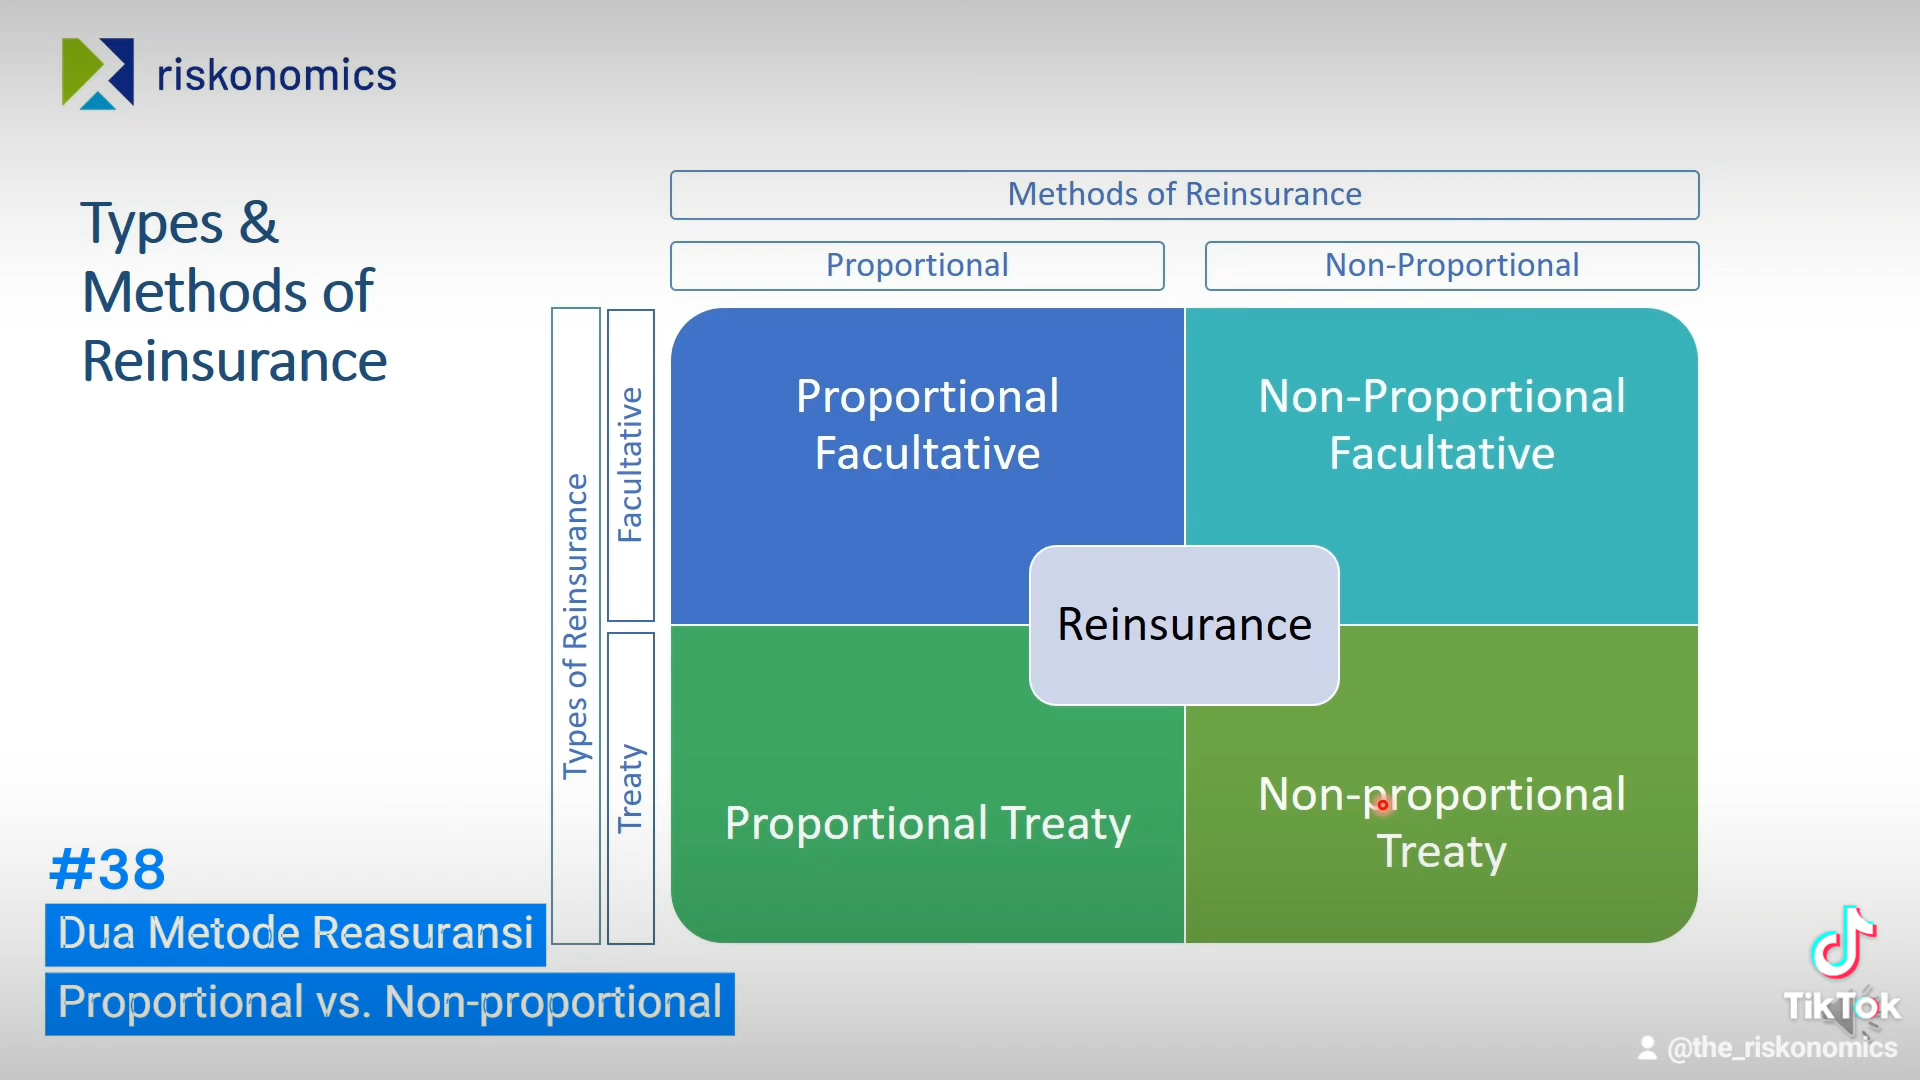 riskonomics
Types &
Methods of
Reinsurance
Methods of Reinsurance
Proportional
Non-Proportional
Types of Reinsurance
Facultative
Treaty
Proportional
Facultative
Non-Proportional
Facultative
Reinsurance
Proportional Treaty
Non-proportional
Treaty
#38
Dua Metode Reasuransi
Proportional vs. Non-proportional
TikTok
@the_riskonomics